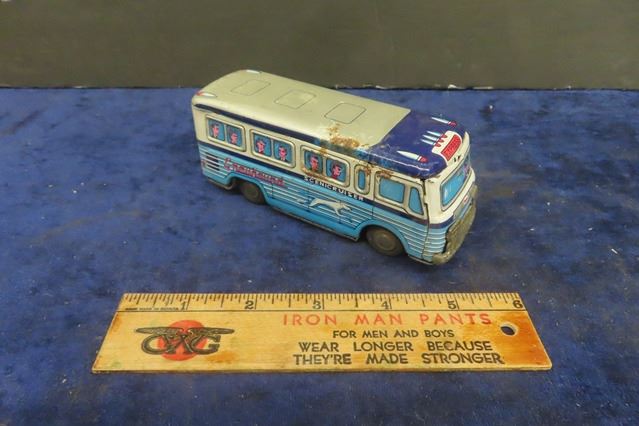 SCENICRUISER
1 2 3 4 5 6
IRON MAN PANTS
FOR MEN AND BOYS
WEAR LONGER BECAUSE
THEY'RE MADE STRONGER